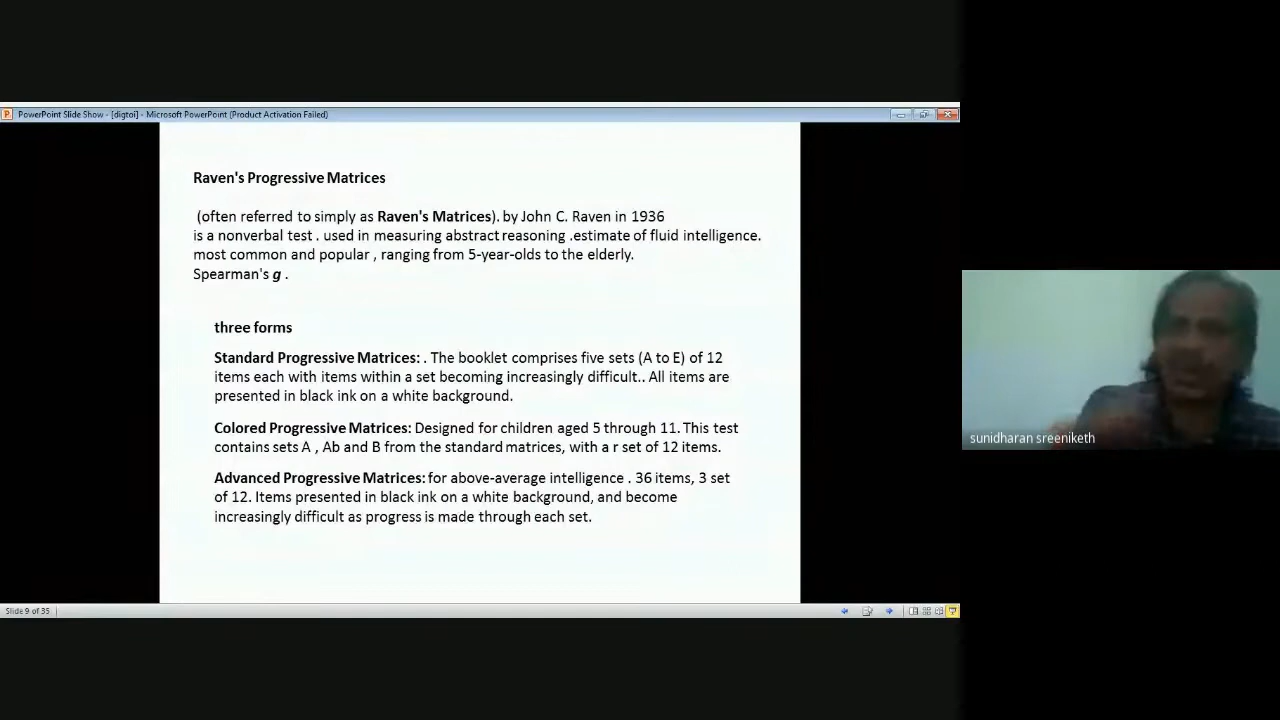 PowerPoint Slide Show - [digtoi] - Microsoft PowerPoint (Product Activation Failed)
Raven's Progressive Matrices
(often referred to simply as Raven's Matrices). by John C. Raven in 1936
is a nonverbal test . used in measuring abstract reasoning .estimate of fluid intelligence.
most common and popular , ranging from 5-year-olds to the elderly.
Spearman's g .
three forms
Standard Progressive Matrices: . The booklet comprises five sets (A to E) of 12
items each with items within a set becoming increasingly difficult.. All items are
presented in black ink on a white background.
Colored Progressive Matrices: Designed for children aged 5 through 11. This test
contains sets A , Ab and B from the standard matrices, with a r set of 12 items.
Advanced Progressive Matrices: for above-average intelligence . 36 items, 3 set
of 12. Items presented in black ink on a white background, and become
increasingly difficult as progress is made through each set.
sunidharan sreeniketh
Slide 9 of 35